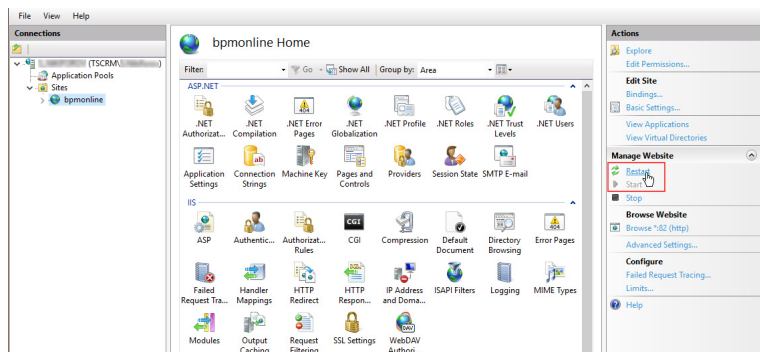 File View Help
Connections
(TSCRM\
Application Pools
Sites
bpmonline
bpmonline Home
Filter: Go Show All Group by: Area
ASP.NET
.NET Authorizat...
.NET Compilation
.NET Error Pages
.NET Globalization
.NET Profile
.NET Roles
.NET Trust Levels
.NET Users
Application Settings
Connection Strings
Machine Key
Pages and Controls
Providers
Session State
SMTP E-mail
IIS
ASP
Authentic...
Authorizat... Rules
CGI
Compression
Default Document
Directory Browsing
Error Pages
Failed Request Tra...
Handler Mappings
HTTP Redirect
HTTP Respon...
IP Address and Doma...
ISAPI Filters
Logging
MIME Types
Modules
Output Caching
Request Filtering
SSL Settings
WebDAV Authori...
Actions
Explore
Edit Permissions...
Edit Site
Bindings...
Basic Settings...
View Applications
View Virtual Directories
Manage Website
Restart
Start
Stop
Browse Website
Browse *:82 (http)
Advanced Settings...
Configure
Failed Request Tracing...
Limits...
Help